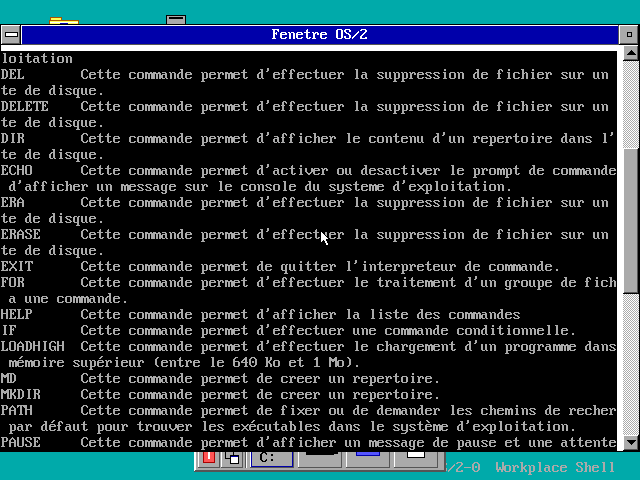 Fenetre OS/2
loitation
DEL       Cette commande permet d'effectuer la suppression de fichier sur un
te de disque.
DELETE    Cette commande permet d'effectuer la suppression de fichier sur un
te de disque.
DIR       Cette commande permet d'afficher le contenu d'un repertoire dans l'
te de disque.
ECHO      Cette commande permet d'activer ou desactiver le prompt de commande
 d'afficher un message sur le console du systeme d'exploitation.
ERA       Cette commande permet d'effectuer la suppression de fichier sur un
te de disque.
ERASE     Cette commande permet d'effectuer la suppression de fichier sur un
te de disque.
EXIT      Cette commande permet de quitter l'interpreteur de commande.
FOR       Cette commande permet d'effectuer le traitement d'un groupe de fich
 a une commande.
HELP      Cette commande permet d'afficher la liste des commandes
IF        Cette commande permet d'effectuer une commande conditionnelle.
LOADHIGH  Cette commande permet d'effectuer le chargement d'un programme dans
 mémoire supérieur (entre le 640 Ko et 1 Mo).
MD        Cette commande permet de creer un repertoire.
MKDIR     Cette commande permet de creer un repertoire.
PATH      Cette commande permet de fixer ou de demander les chemins de recher
 par défaut pour trouver les exécutables dans le système d'exploitation.
PAUSE     Cette commande permet d'afficher un message de pause et une attente
C:
/2-0  Workplace Shell